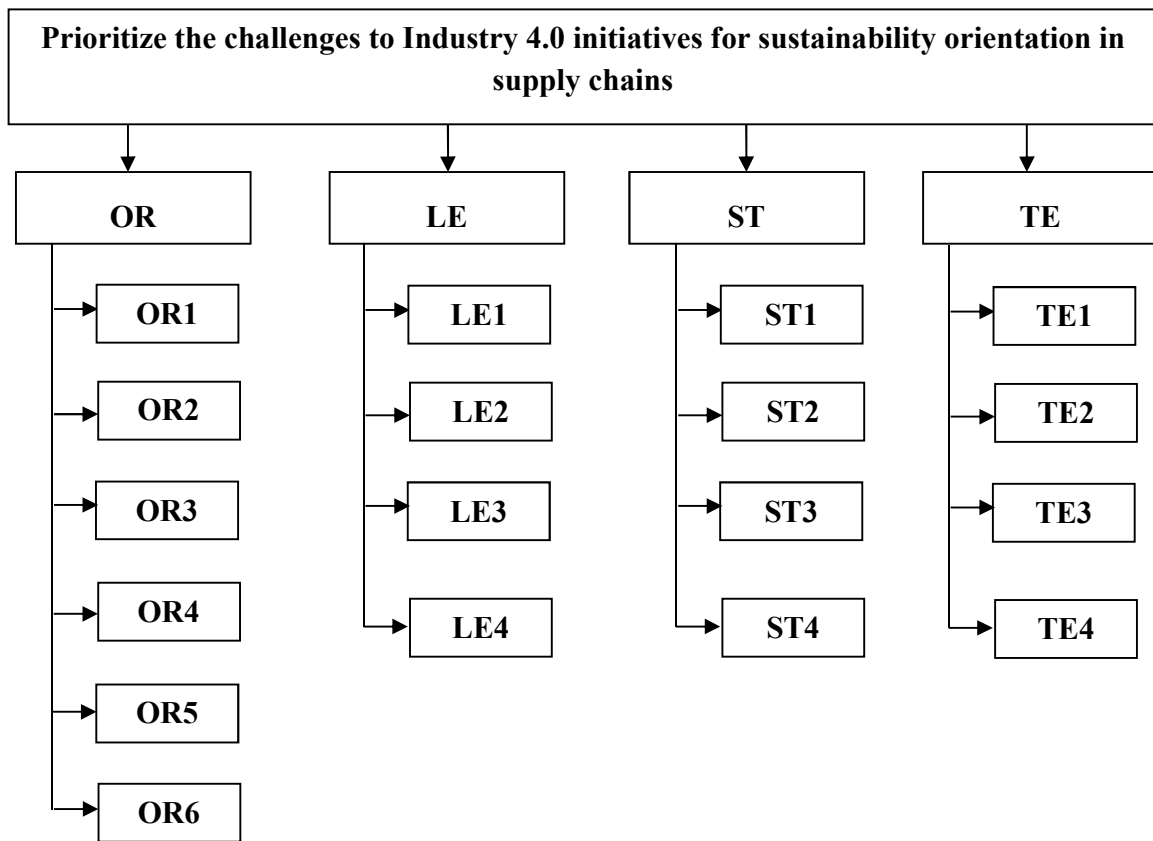 Prioritize the challenges to Industry 4.0 initiatives for sustainability orientation in
supply chains
OR
LE
ST
TE
OR1
LE1
ST1
TE1
OR2
LE2
ST2
TE2
OR3
LE3
ST3
TE3
OR4
LE4
ST4
TE4
OR5
OR6